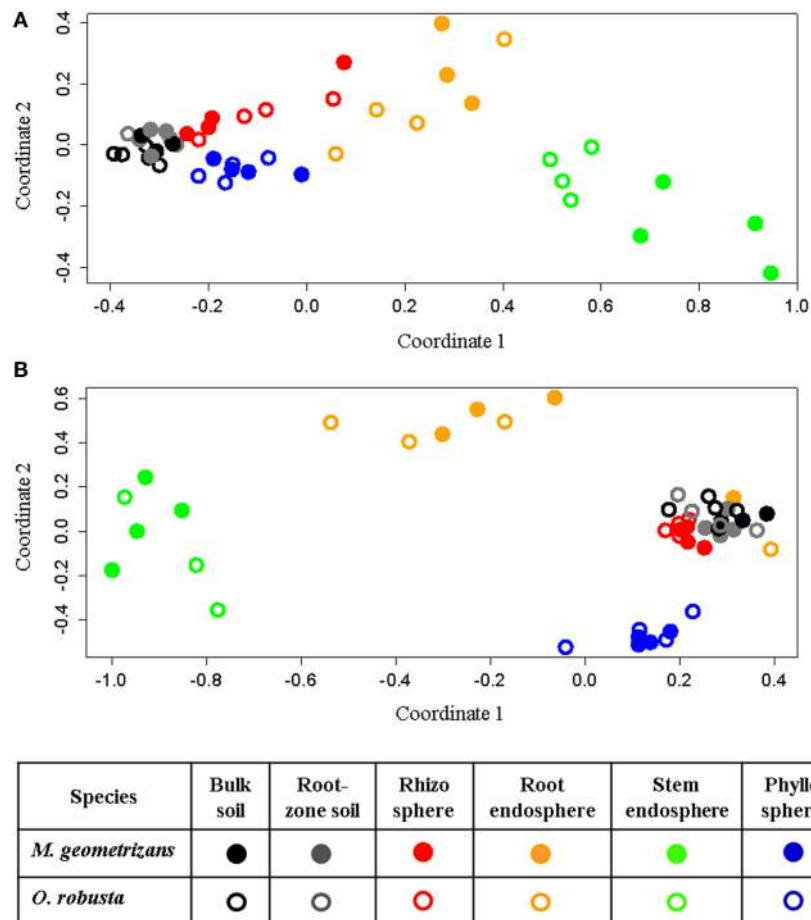 A
0.4
0.2
0.0
-0.2
-0.4
Coordinate 2
-0.4 -0.2 0.0 0.2 0.4 0.6 0.8 1.0
Coordinate 1
B
0.6
0.4
0.2
0.0
-0.4
Coordinate 2
-1.0 -0.8 -0.6 -0.4 -0.2 0.0 0.2 0.4
Coordinate 1
Species Bulk soil Root-zone soil Rhizo sphere Root endosphere Stem endosphere Phyllo spher
M. geometrizans
O. robusta